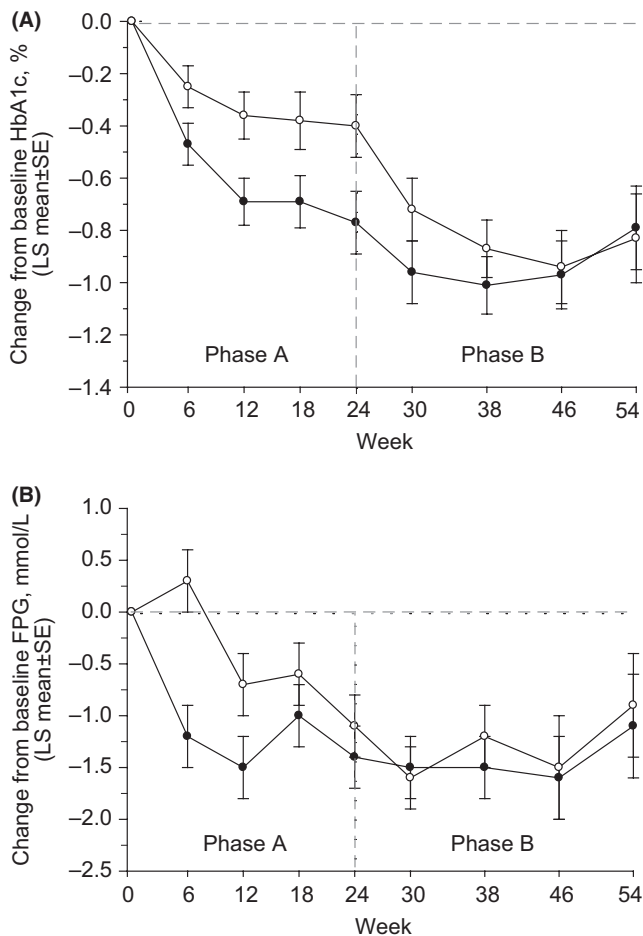 (A)
Change from baseline HbA1c, %
(LS mean±SE)
0.0
–0.2
–0.4
–0.6
–0.8
–1.0
–1.2
–1.4
Phase A
Phase B
0 6 12 18 24 30 38 46 54
Week
(B)
Change from baseline FPG, mmol/L
(LS mean±SE)
1.0
0.5
0.0
–0.5
–1.0
–1.5
–2.0
–2.5
Phase A
Phase B
0 6 12 18 24 30 38 46 54
Week